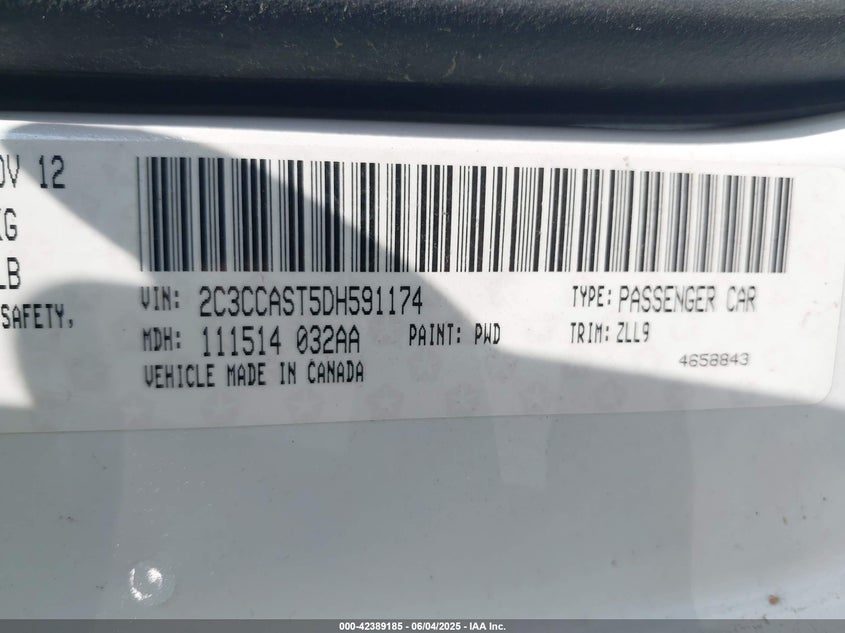 OV 12
KG
LB
SAFETY,
VIN: 2C3CCAST5DH591174 TYPE: PASSENGER CAR
MDH: 111514 032AA PAINT: PWD TRIM: ZLL9
VEHICLE MADE IN CANADA 4658843
000-42389185 - 06/04/2025 - IAA Inc.